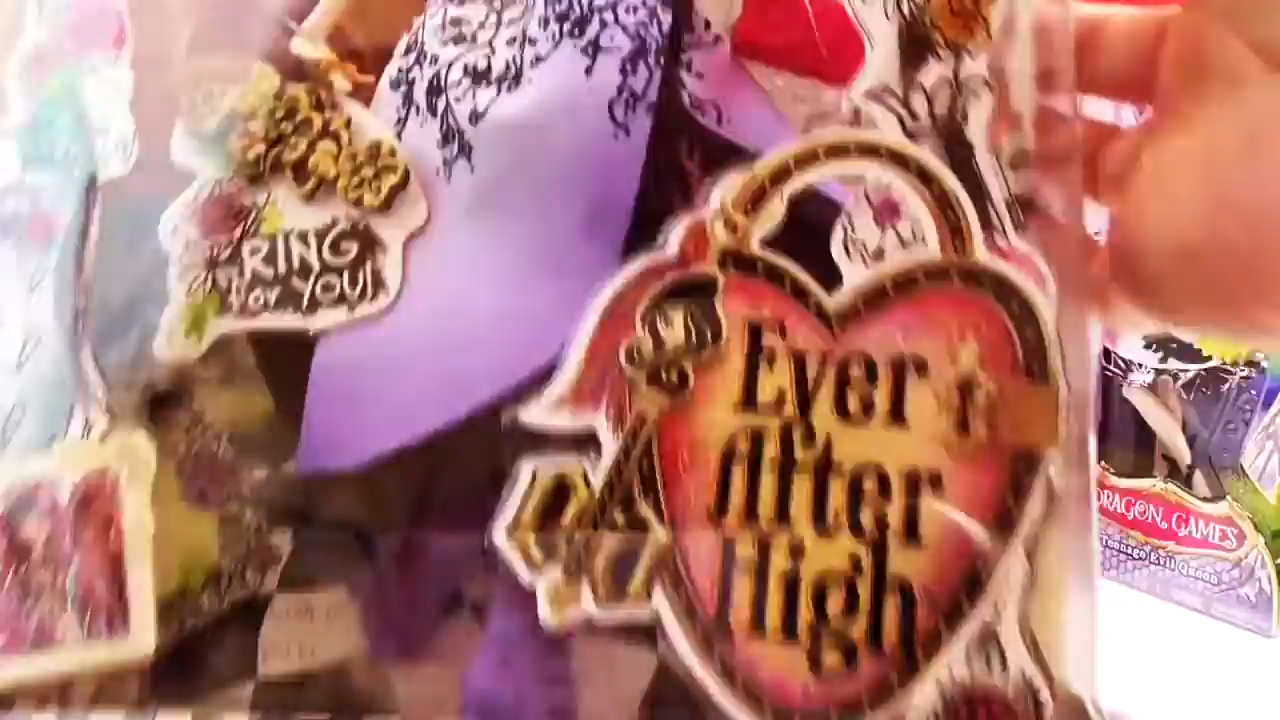 RING
For YOU!
Ever
After
High
DRAGON GAMES
Teenage Evil Queen